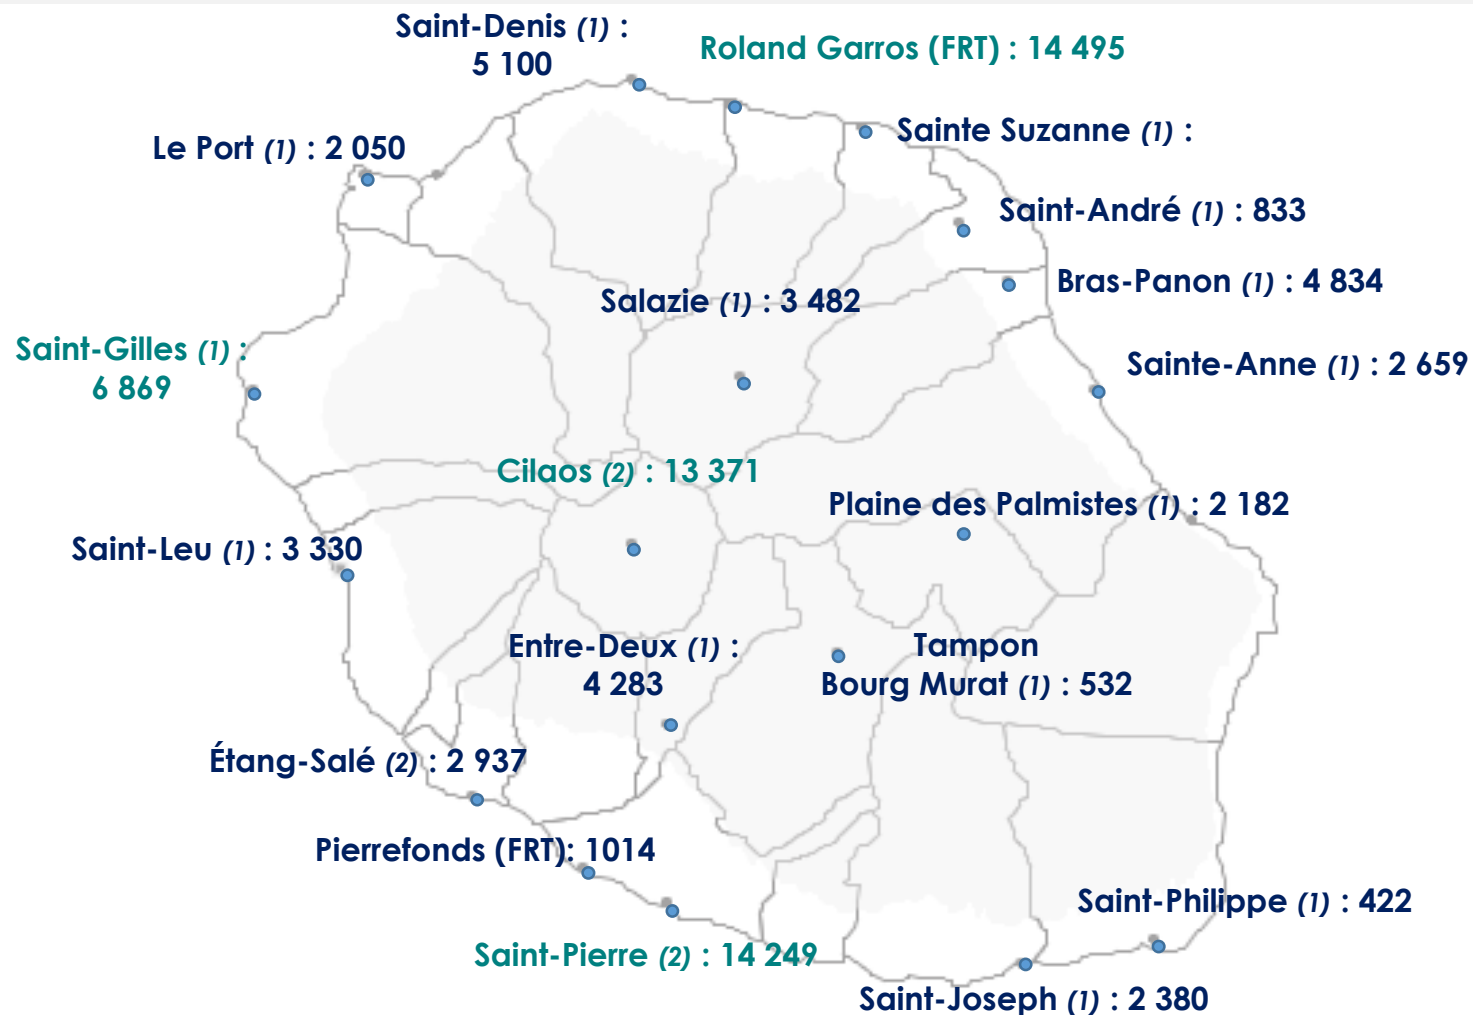 Saint-Denis (1) :
5 100
Roland Garros (FRT) : 14 495
Sainte Suzanne (1) :
Le Port (1) : 2 050
Saint-André (1) : 833
Bras-Panon (1) : 4 834
Salazie (1) : 3 482
Saint-Gilles (1) :
6 869
Sainte-Anne (1) : 2 659
Cilaos (2) : 13 371
Plaine des Palmistes (1) : 2 182
Saint-Leu (1) : 3 330
Entre-Deux (1) :
4 283
Tampon
Bourg Murat (1) : 532
Étang-Salé (2) : 2 937
Pierrefonds (FRT): 1014
Saint-Philippe (1) : 422
Saint-Pierre (2) : 14 249
Saint-Joseph (1) : 2 380